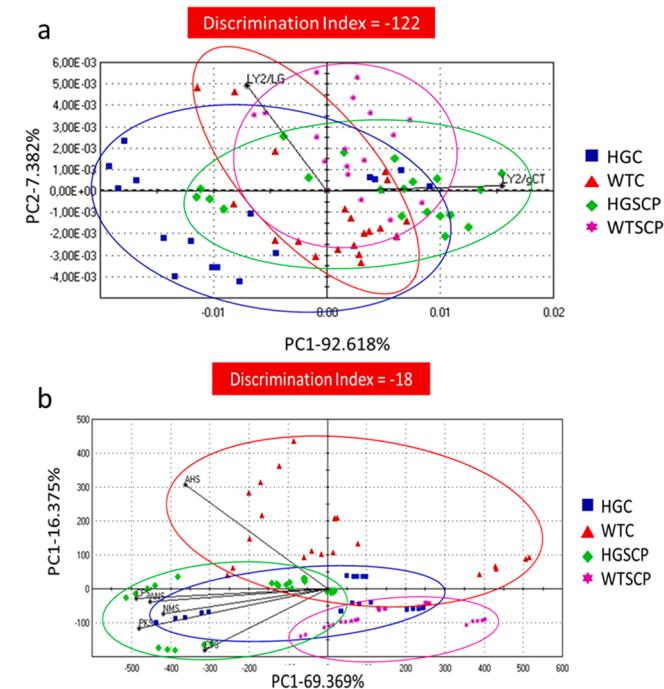 a
Discrimination Index = -122
6,00E-03
5,00E-03
4,00E-03
3,00E-03
2,00E-03
1,00E-03
0,00E+00
-1,00E-03
-2,00E-03
-3,00E-03
-4,00E-03
PC2-7.382%
LY2/LG
LY2/gCT
-0.01
0.00
0.01
0.02
PC1-92.618%
HGC
WTC
HGSCP
WTSCP
b
Discrimination Index = -18
500
400
300
200
100
0
-100
PC1-16.375%
AHS
ANS
NMS
PKS
-500
-400
-300
-200
-100
0
100
200
300
400
500
600
PC1-69.369%
HGC
WTC
HGSCP
WTSCP